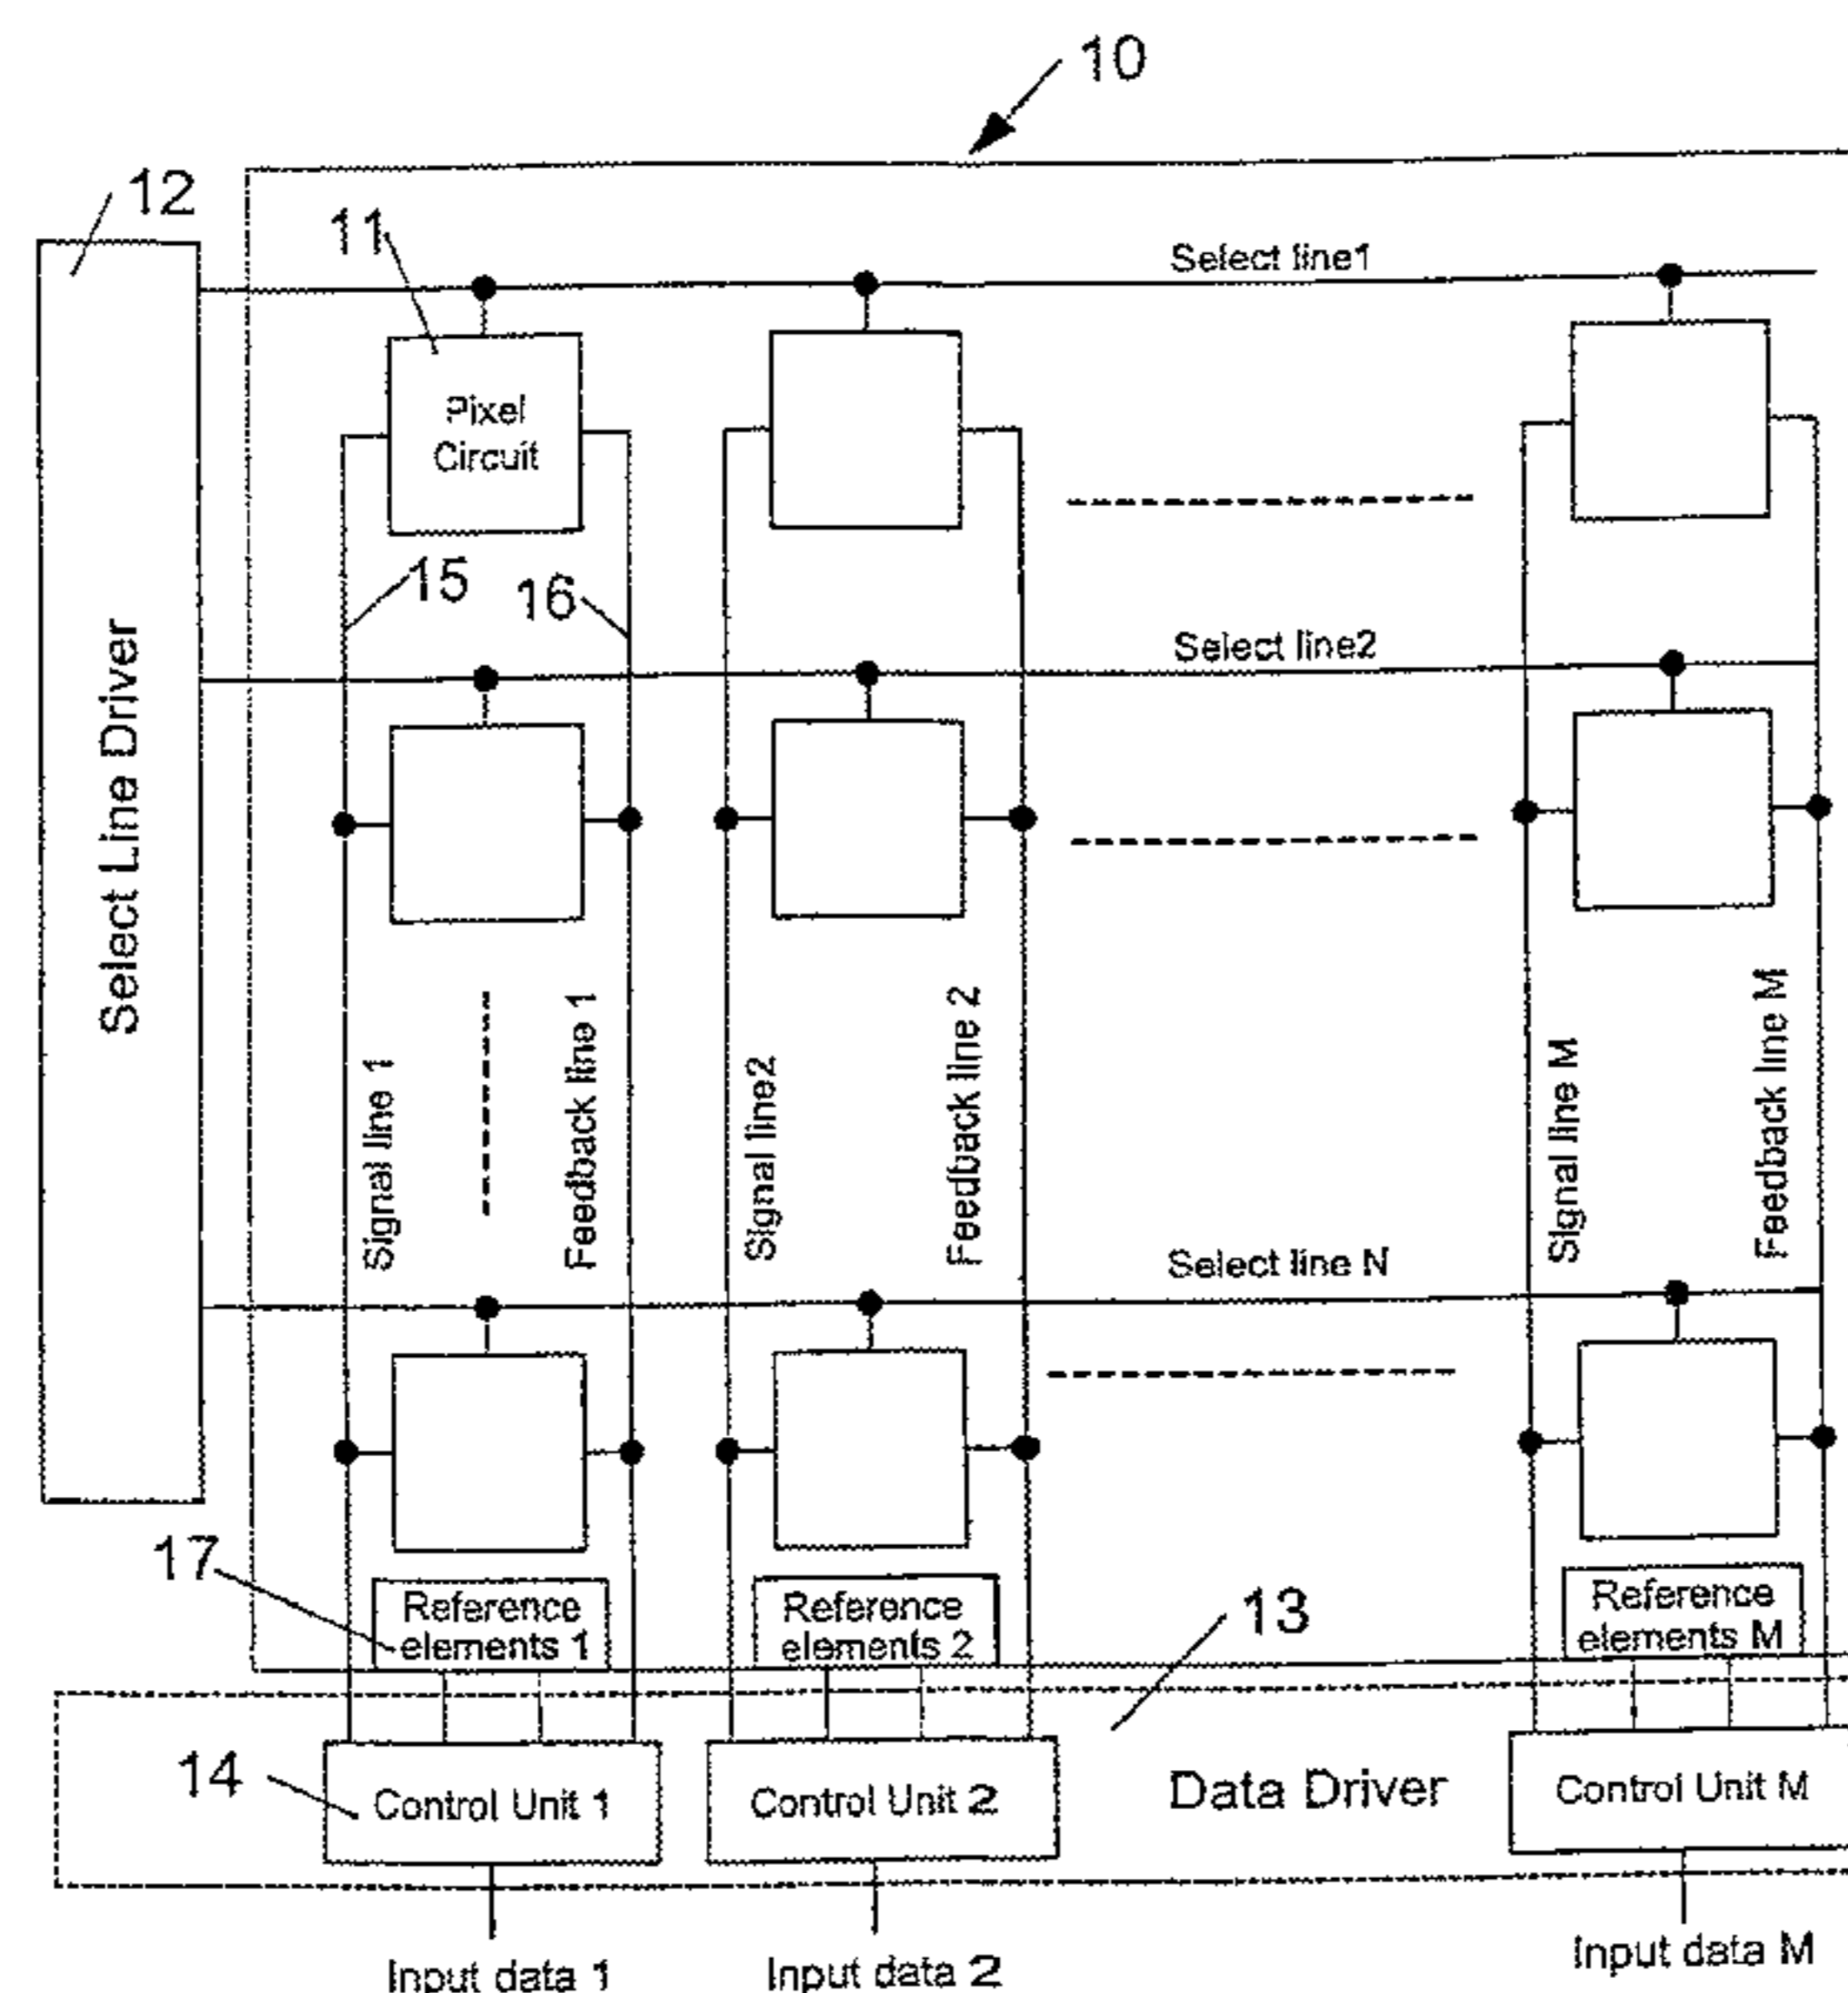 10
12
11
Select line1
Pixel
Circuit
15
16
Select line2
Select Line Driver
Signal line 1
Feedback line 1
Signal line2
Feedback line 2
Signal line M
Feedback line M
Select line N
17
Reference
elements 1
Reference
elements 2
13
Reference
elements M
14
Control Unit 1
Control Unit 2
Data Driver
Control Unit M
Input data 1
Input data 2
Input data M